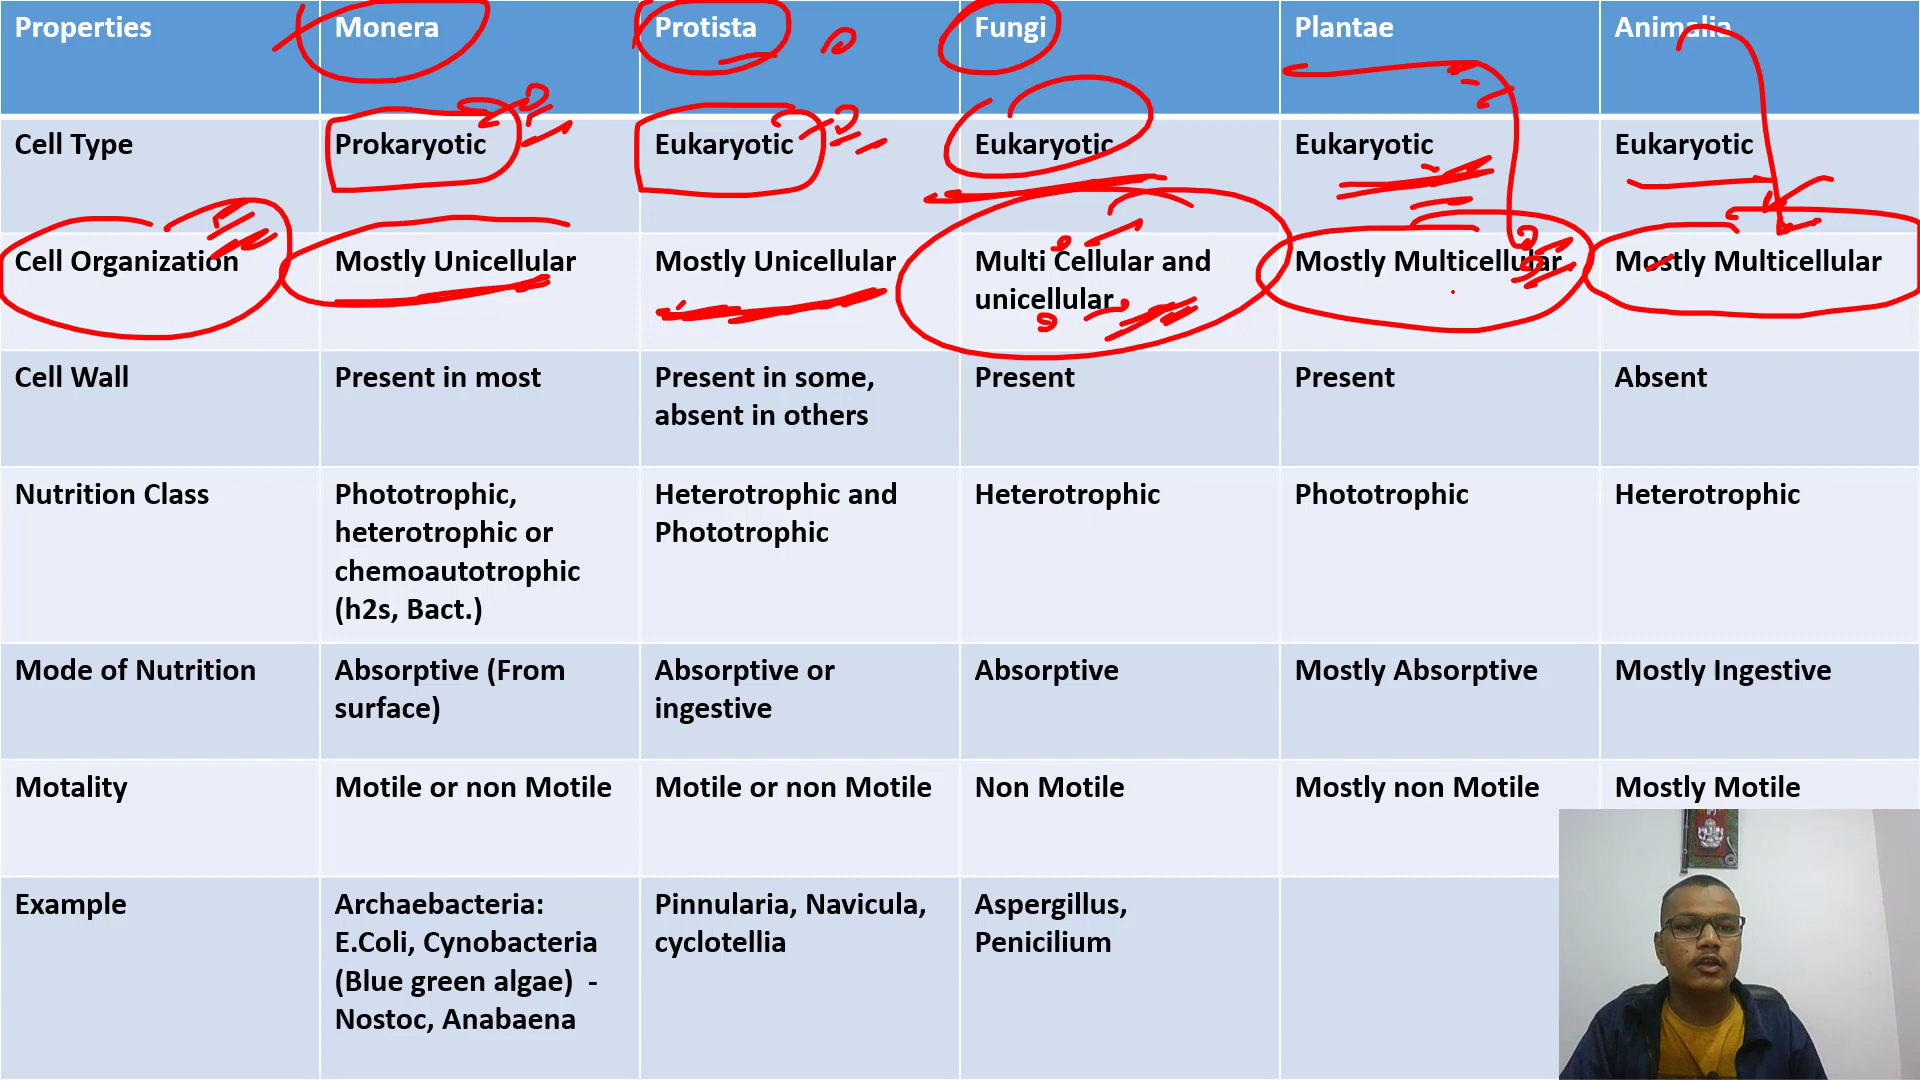 Properties
Monera
Protista
Fungi
Plantae
Animalia
Cell Type
Prokaryotic
Eukaryotic
Eukaryotic
Eukaryotic
Eukaryotic
Cell Organization
Mostly Unicellular
Mostly Unicellular
Multi Cellular and
unicellular
Mostly Multicellular
Mostly Multicellular
Cell Wall
Present in most
Present in some,
absent in others
Present
Present
Absent
Nutrition Class
Phototrophic,
heterotrophic or
chemoautotrophic
(h2s, Bact.)
Heterotrophic and
Phototrophic
Heterotrophic
Phototrophic
Heterotrophic
Mode of Nutrition
Absorptive (From
surface)
Absorptive or
ingestive
Absorptive
Mostly Absorptive
Mostly Ingestive
Motality
Motile or non Motile
Motile or non Motile
Non Motile
Mostly non Motile
Mostly Motile
Example
Archaebacteria:
E.Coli, Cynobacteria
(Blue green algae)  -
Nostoc, Anabaena
Pinnularia, Navicula,
cyclotellia
Aspergillus,
Penicilium